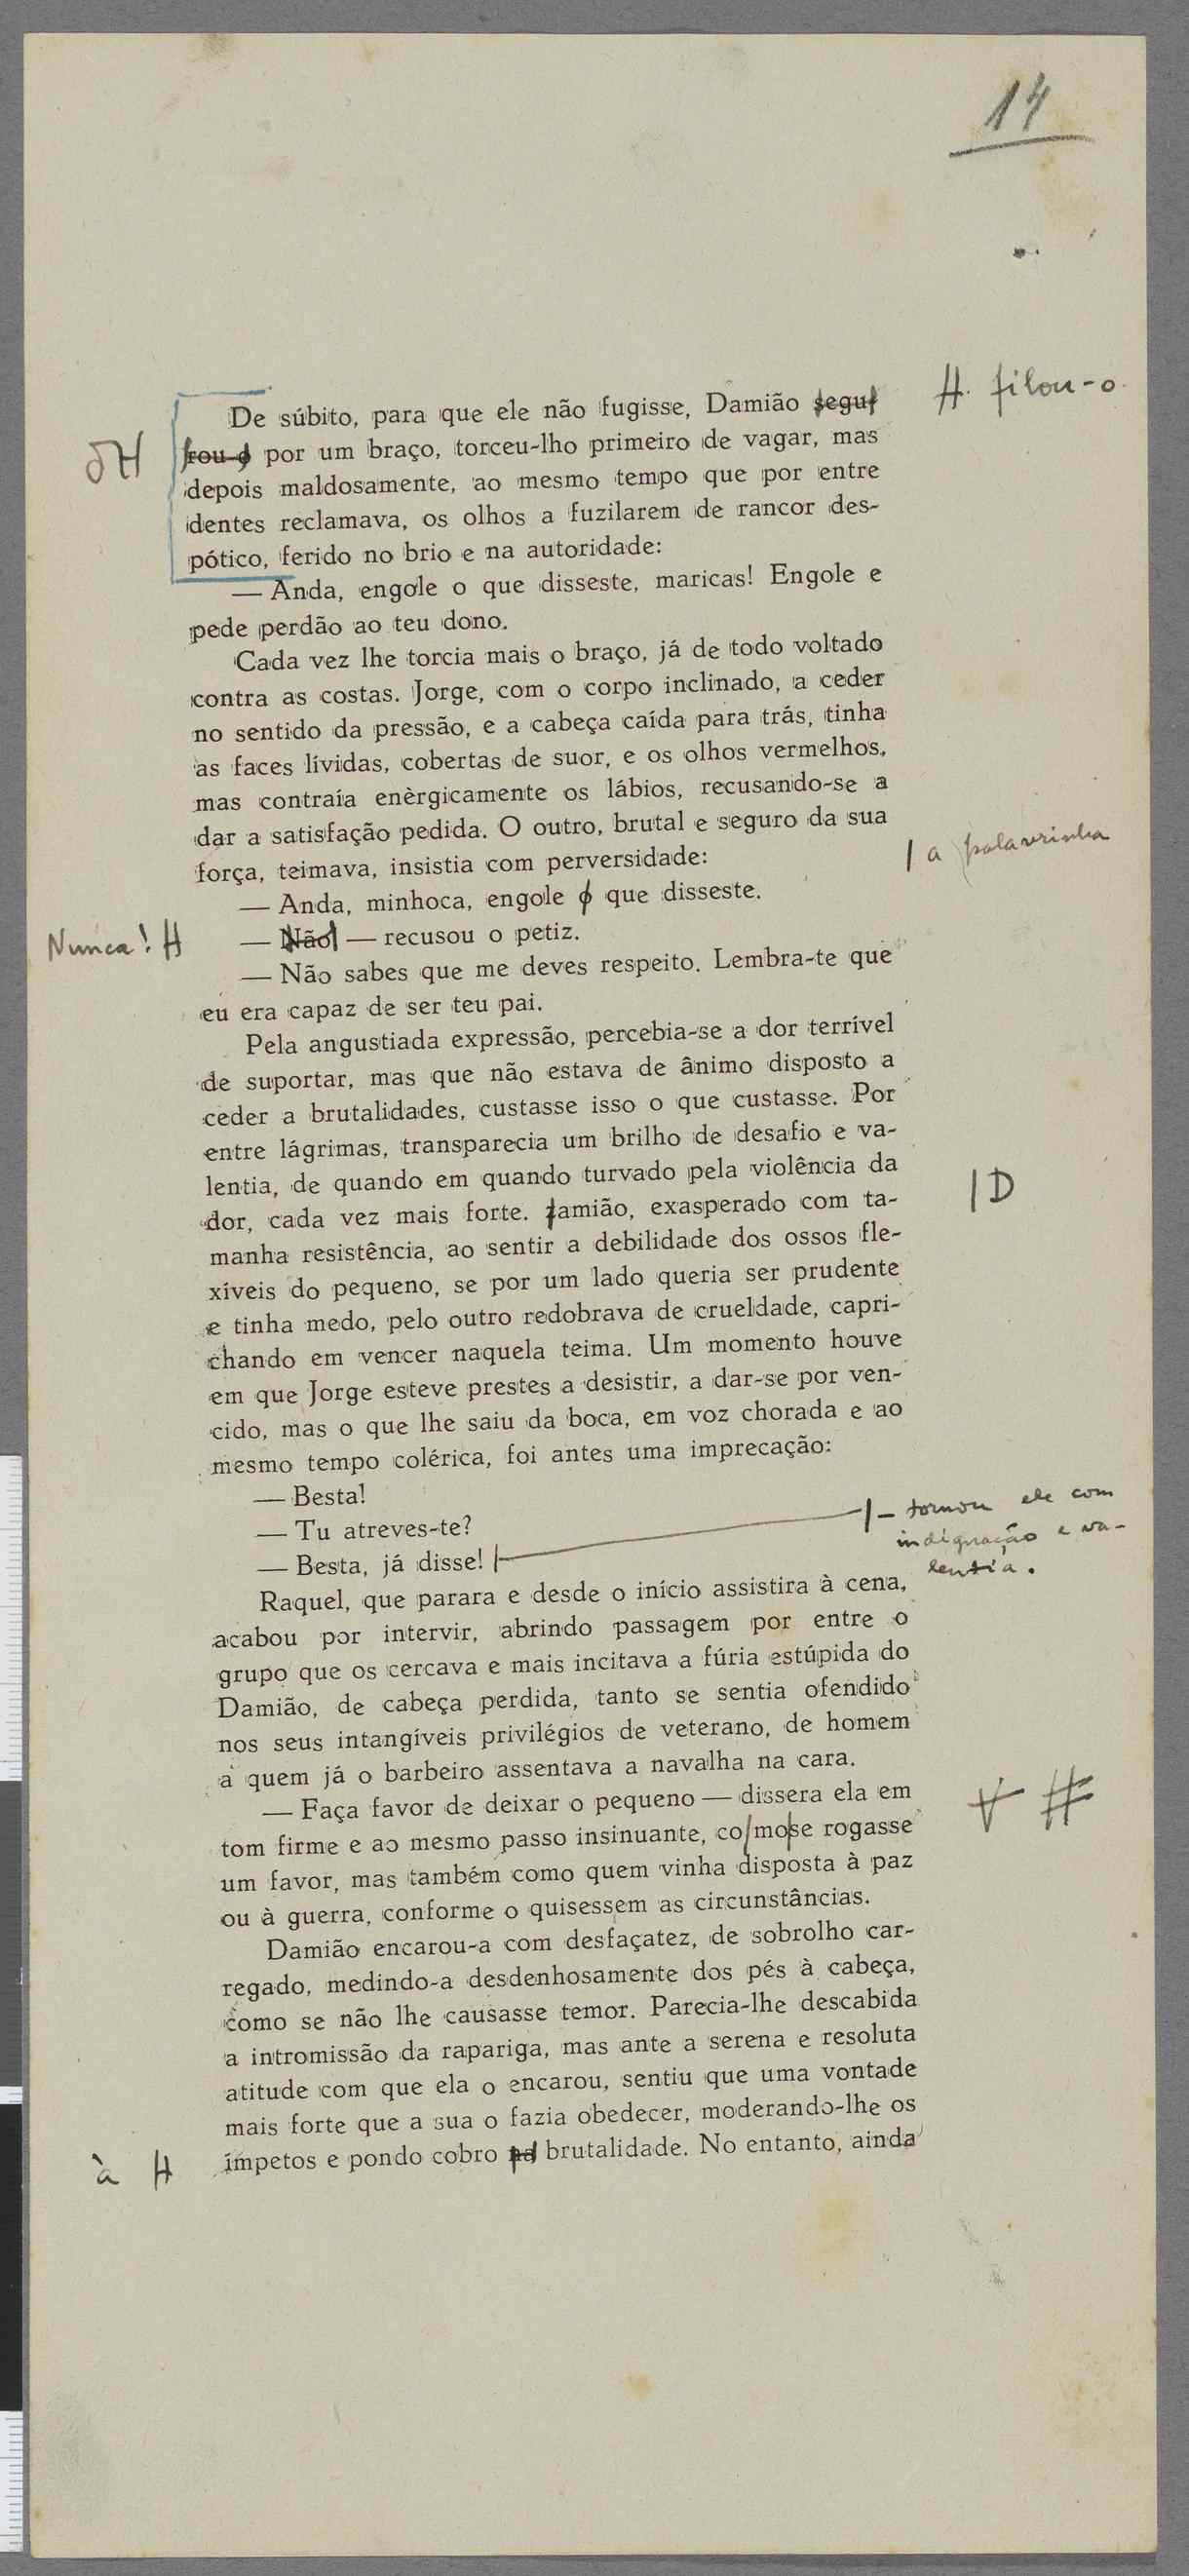 14
De súbito, para que ele não fugisse, Damião segu- H. filou-o
H rou-o por um braço, torceu-lho primeiro de vagar, mas
depois maldosamente, ao mesmo tempo que por entre
dentes reclamava, os olhos a fuzilarem de rancor des-
pótico, ferido no brio e na autoridade:
— Anda, engole o que disseste, maricas! Engole e
pede perdão ao teu dono.
Cada vez lhe torcia mais o braço, já de todo voltado
contra as costas. Jorge, com o corpo inclinado, a ceder
no sentido da pressão, e a cabeça caída para trás, tinha
as faces lívidas, cobertas de suor, e os olhos vermelhos,
mas contraía enèrgicamente os lábios, recusando-se a
dar a satisfação pedida. O outro, brutal e seguro da sua
força, teimava, insistia com perversidade: | a palavrinha
— Anda, minhoca, engole o que disseste.
Nunca! H — Não! — recusou o petiz.
— Não sabes que me deves respeito. Lembra-te que
eu era capaz de ser teu pai.
Pela angustiada expressão, percebia-se a dor terrível
de suportar, mas que não estava de ânimo disposto a
ceder a brutalidades, custasse isso o que custasse. Por
entre lágrimas, transparecia um brilho de desafio e va-
lentia, de quando em quando turvado pela violência da
dor, cada vez mais forte. amião, exasperado com ta- | D
manha resistência, ao sentir a debilidade dos ossos fle-
xíveis do pequeno, se por um lado queria ser prudente
e tinha medo, pelo outro redobrava de crueldade, capri-
chando em vencer naquela teima. Um momento houve
em que Jorge esteve prestes a desistir, a dar-se por ven-
cido, mas o que lhe saiu da boca, em voz chorada e ao
mesmo tempo colérica, foi antes uma imprecação:
— Besta!
— Tu atreves-te?
— Besta, já disse! — tornou ele com
indignação e va-
lentia.
Raquel, que parara e desde o início assistira à cena,
acabou por intervir, abrindo passagem por entre o
grupo que os cercava e mais incitava a fúria estúpida do
Damião, de cabeça perdida, tanto se sentia ofendido
nos seus intangíveis privilégios de veterano, de homem
a quem já o barbeiro assentava a navalha na cara.
— Faça favor de deixar o pequeno — dissera ela em
tom firme e ao mesmo passo insinuante, co mose rogasse #
um favor, mas também como quem vinha disposta à paz
ou à guerra, conforme o quisessem as circunstâncias.
Damião encarou-a com desfaçatez, de sobrolho car-
regado, medindo-a desdenhosamente dos pés à cabeça,
como se não lhe causasse temor. Parecia-lhe descabida
a intromissão da rapariga, mas ante a serena e resoluta
atitude com que ela o encarou, sentiu que uma vontade
mais forte que a sua o fazia obedecer, moderando-lhe os
à H ímpetos e pondo cobro na brutalidade. No entanto, ainda